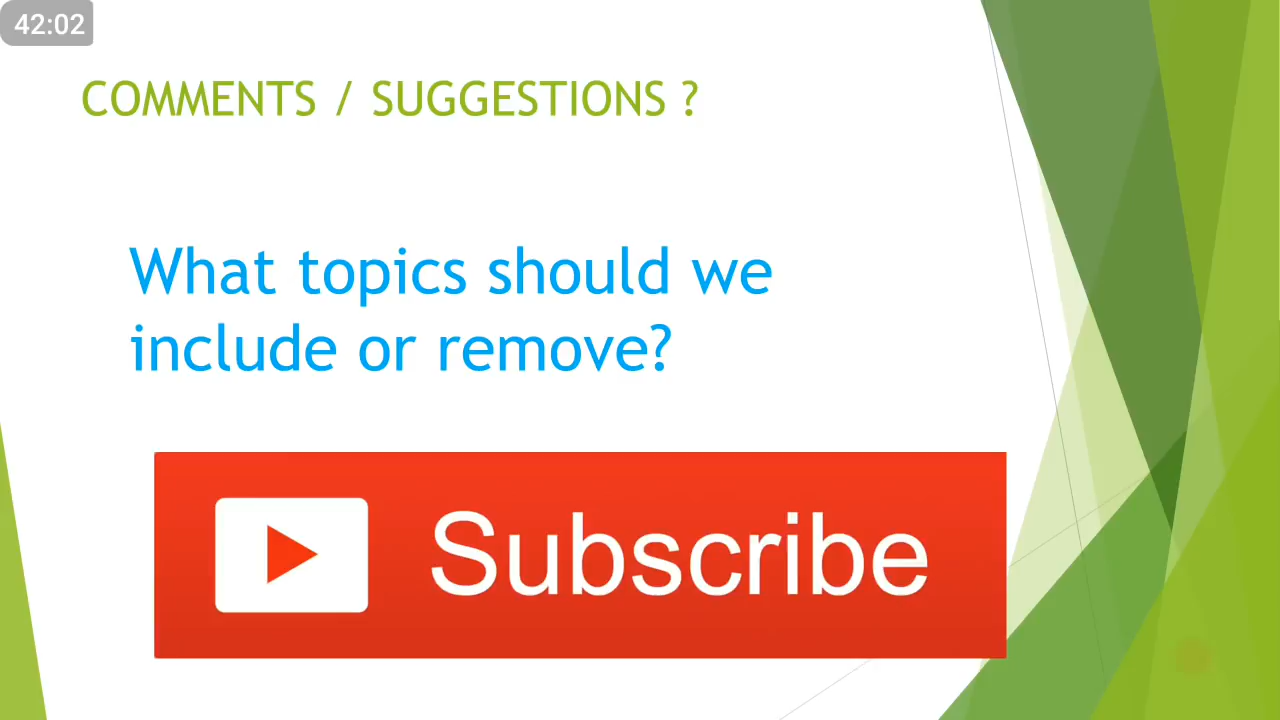 42:02
COMMENTS / SUGGESTIONS ?
What topics should we
include or remove?
Subscribe